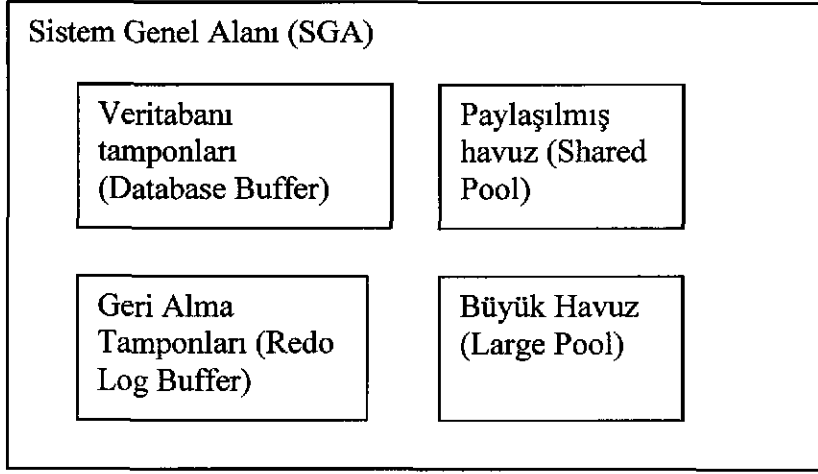 Sistem Genel Alanı (SGA)
Veritabanı
tamponları
(Database Buffer)
Paylaşılmış
havuz (Shared
Pool)
Geri Alma
Tamponları (Redo
Log Buffer)
Büyük Havuz
(Large Pool)